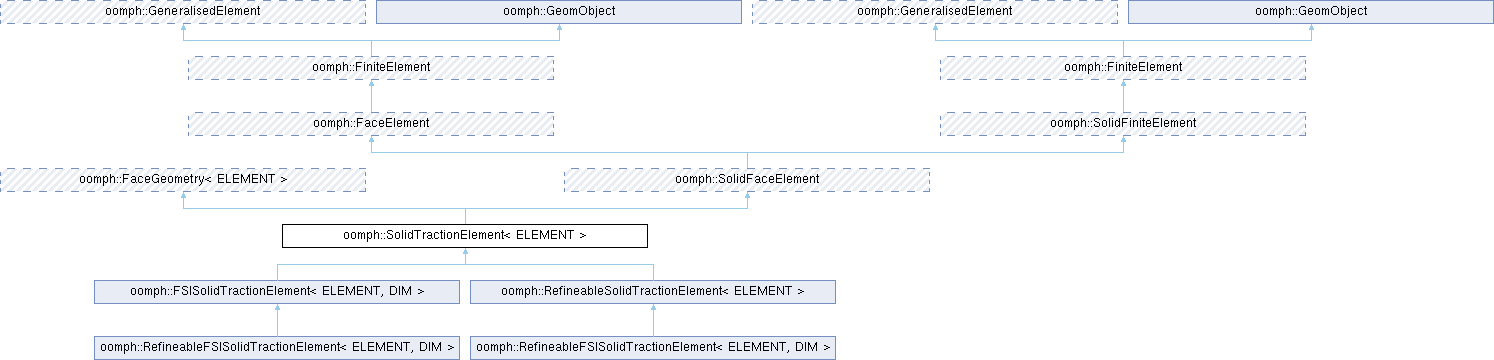 oomph::GeneralisedElement
oomph::GeomObject
oomph::GeneralisedElement
oomph::GeomObject
oomph::FiniteElement
oomph::FiniteElement
oomph::FaceElement
oomph::SolidFiniteElement
oomph::FaceGeometry< ELEMENT >
oomph::SolidFaceElement
oomph::SolidTractionElement< ELEMENT >
oomph::FSISolidTractionElement< ELEMENT, DIM >
oomph::RefineableSolidTractionElement< ELEMENT >
oomph::RefineableFSISolidTractionElement< ELEMENT, DIM >
oomph::RefineableFSISolidTractionElement< ELEMENT, DIM >